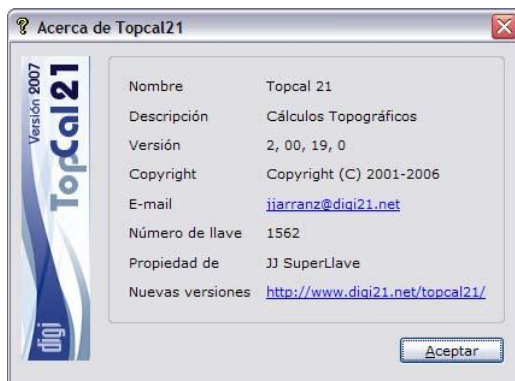 Acerca de Topcal21
Versión 2007
TopCal21
digi
Nombre Topcal 21
Descripción Cálculos Topográficos
Versión 2, 00, 19, 0
Copyright Copyright (C) 2001-2006
E-mail jjarranz@digi21.net
Número de llave 1562
Propiedad de JJ SuperLlave
Nuevas versiones http://www.digi21.net/topcal21/
Aceptar